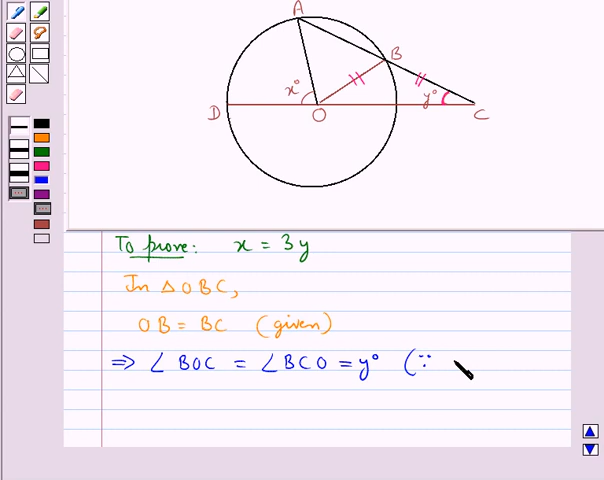 A
B
x°
y°
D
O
C
To prove: x = 3y
In △ OBC,
OB = BC (given)
⇒ ∠ BOC = ∠ BCO = y° (∵